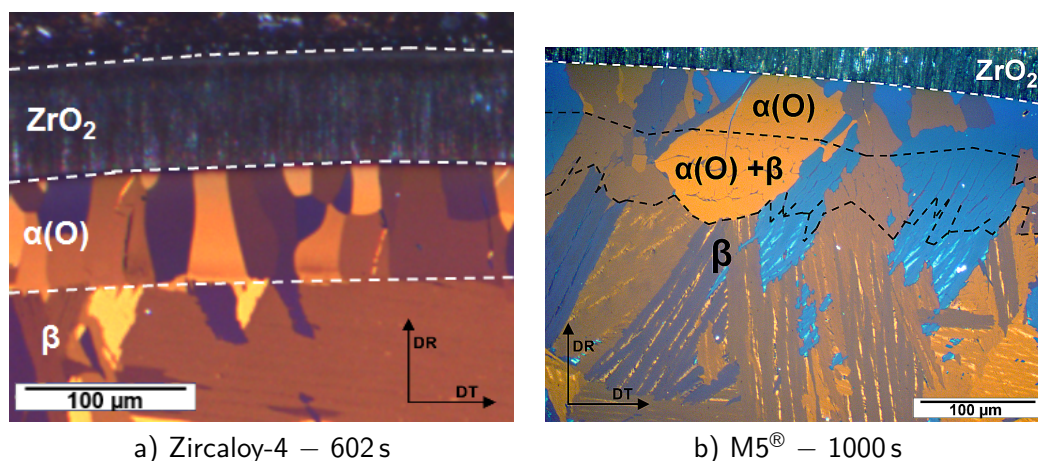 ZrO₂
α(O)
β
DR
DT
100 µm
a) Zircaloy-4 – 602 s
ZrO₂
α(O)
α(O) +β
β
DR
DT
100 µm
b) M5® – 1000 s